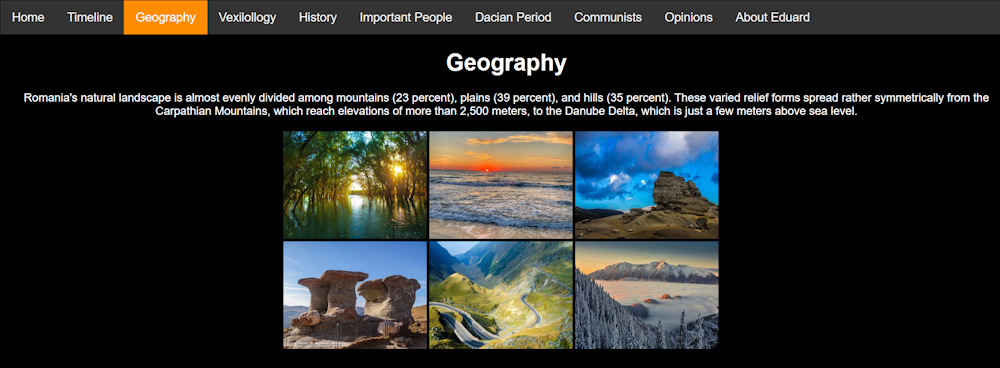 Home Timeline Geography Vexilollogy History Important People Dacian Period Communists Opinions About Eduard
Geography
Romania's natural landscape is almost evenly divided among mountains (23 percent), plains (39 percent), and hills (35 percent). These varied relief forms spread rather symmetrically from the
Carpathian Mountains, which reach elevations of more than 2,500 meters, to the Danube Delta, which is just a few meters above sea level.